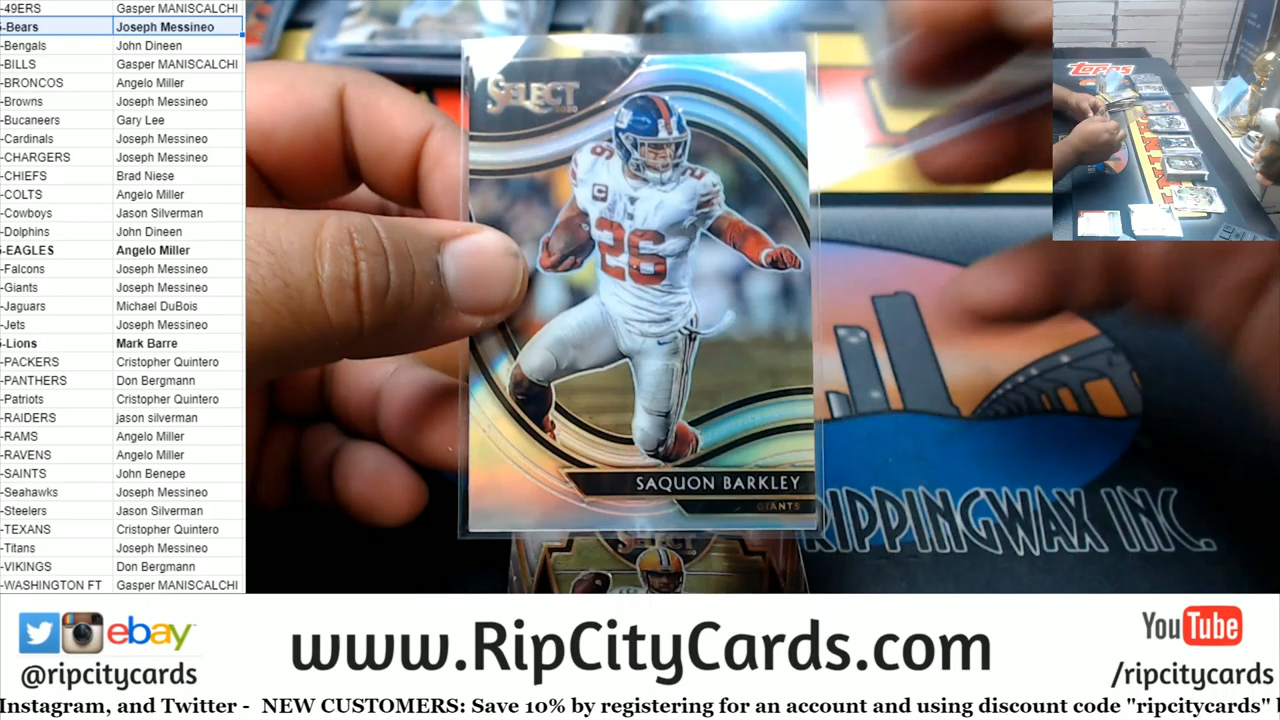 -49ERS Gasper MANISCALCHI
-Bears Joseph Messineo
-Bengals John Dineen
-BILLS Gasper MANISCALCHI
-BRONCOS Angelo Miller
-Browns Joseph Messineo
-Bucaneers Gary Lee
-Cardinals Joseph Messineo
-CHARGERS Joseph Messineo
-CHIEFS Brad Niese
-COLTS Angelo Miller
-Cowboys Jason Silverman
-Dolphins John Dineen
-EAGLES Angelo Miller
-Falcons Joseph Messineo
-Giants Joseph Messineo
-Jaguars Michael DuBois
-Jets Joseph Messineo
-Lions Mark Barre
-PACKERS Cristopher Quintero
-PANTHERS Don Bergmann
-Patriots Cristopher Quintero
-RAIDERS jason silverman
-RAMS Angelo Miller
-RAVENS Angelo Miller
-SAINTS John Benepe
-Seahawks Joseph Messineo
-Steelers Jason Silverman
-TEXANS Cristopher Quintero
-Titans Joseph Messineo
-VIKINGS Don Bergmann
-WASHINGTON FT Gasper MANISCALCHI
SELECT
2020
26
C
26
SAQUON BARKLEY
GIANTS
SELECT
Topps
PANINI
RIPPINGWAX INC.
ebay
@ripcitycards
www.RipCityCards.com
YouTube
/ripcitycards
Instagram, and Twitter - NEW CUSTOMERS: Save 10% by registering for an account and using discount code "ripcitycards"